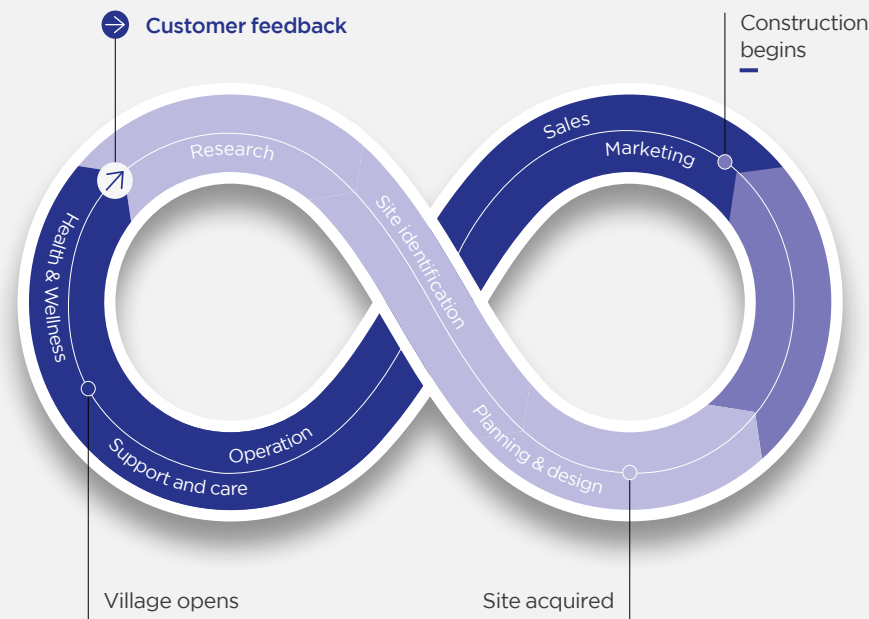 Customer feedback
Construction
begins
Sales
Marketing
Research
Site identification
Health & Wellness
Operation
Support and care
Planning & design
Village opens
Site acquired